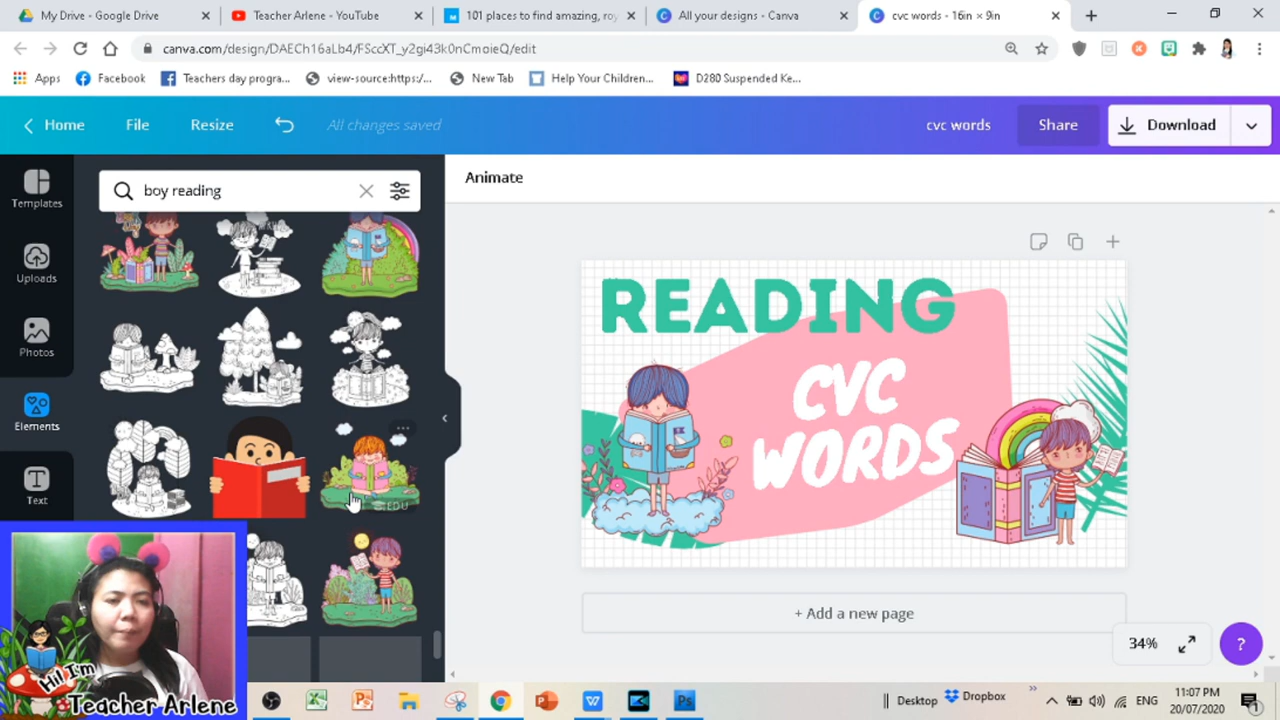 My Drive - Google Drive
Teacher Arlene - YouTube
101 places to find amazing, roy
All your designs - Canva
cvc words - 16in × 9in
canva.com/design/DAECh16aLb4/FSccXT_y2gi43k0nCmoieQ/edit
Apps
Facebook
Teachers day progra...
view-source:https:/...
New Tab
Help Your Children...
D280 Suspended Ke...
Home
File
Resize
All changes saved
cvc words
Share
Download
Templates
Uploads
Photos
Elements
Text
boy reading
EDU
Animate
READING
CVC
WORDS
+ Add a new page
34%
?
Hi! I'm
Teacher Arlene
Desktop
Dropbox
ENG
11:07 PM
20/07/2020